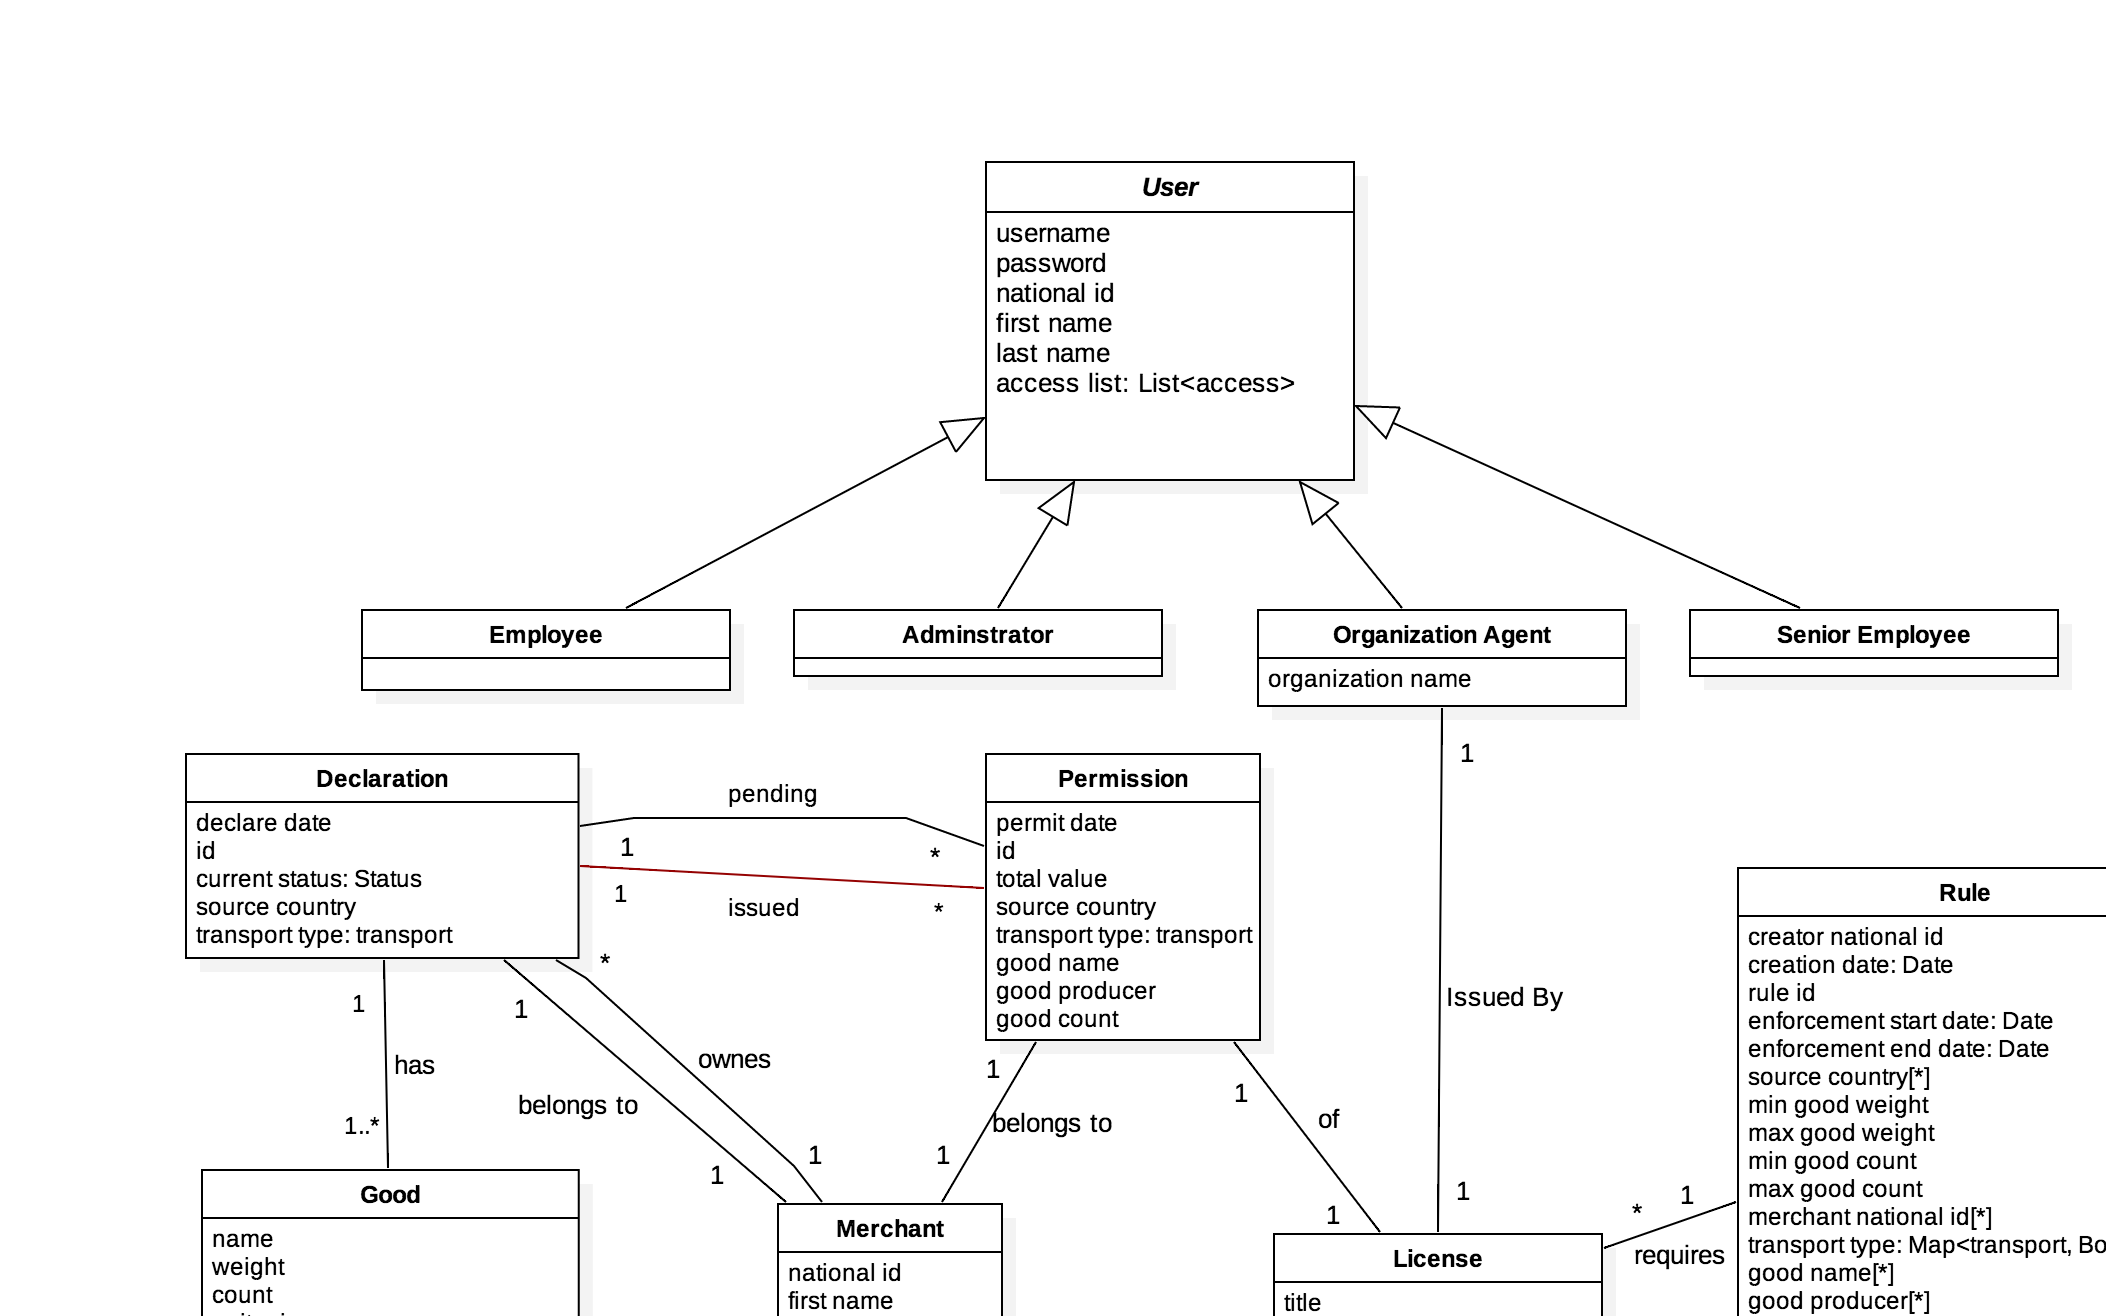 User
username
password
national id
first name
last name
access list: List<access>
Employee
Adminstrator
Organization Agent
organization name
Senior Employee
Declaration
declare date
id
current status: Status
source country
transport type: transport
pending
1
*
1
issued
*
Permission
permit date
id
total value
source country
transport type: transport
good name
good producer
good count
1
Issued By
1
Rule
creator national id
creation date: Date
rule id
enforcement start date: Date
enforcement end date: Date
source country[*]
min good weight
max good weight
min good count
max good count
merchant national id[*]
transport type: Map<transport, Bo
good name[*]
good producer[*]
1
has
1..*
1
belongs to
1
*
ownes
1
1
belongs to
1
1
of
1
*
1
requires
Good
name
weight
count
Merchant
national id
first name
License
title